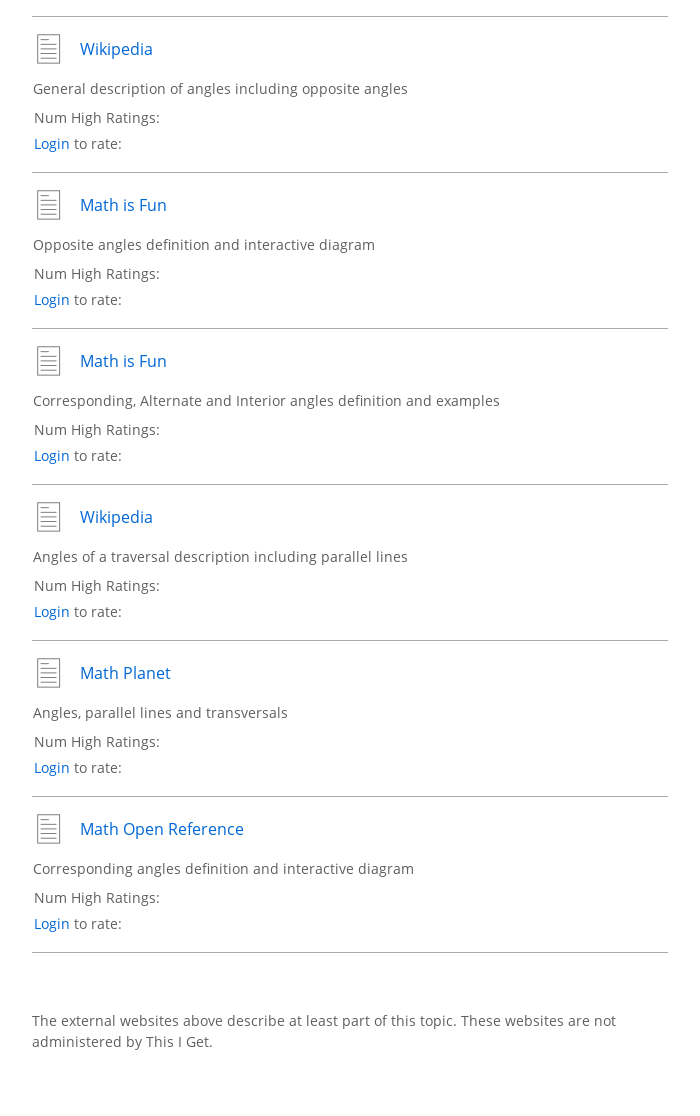 Wikipedia
General description of angles including opposite angles
Num High Ratings:
Login to rate:
Math is Fun
Opposite angles definition and interactive diagram
Num High Ratings:
Login to rate:
Math is Fun
Corresponding, Alternate and Interior angles definition and examples
Num High Ratings:
Login to rate:
Wikipedia
Angles of a traversal description including parallel lines
Num High Ratings:
Login to rate:
Math Planet
Angles, parallel lines and transversals
Num High Ratings:
Login to rate:
Math Open Reference
Corresponding angles definition and interactive diagram
Num High Ratings:
Login to rate:
The external websites above describe at least part of this topic. These websites are not
administered by This I Get.